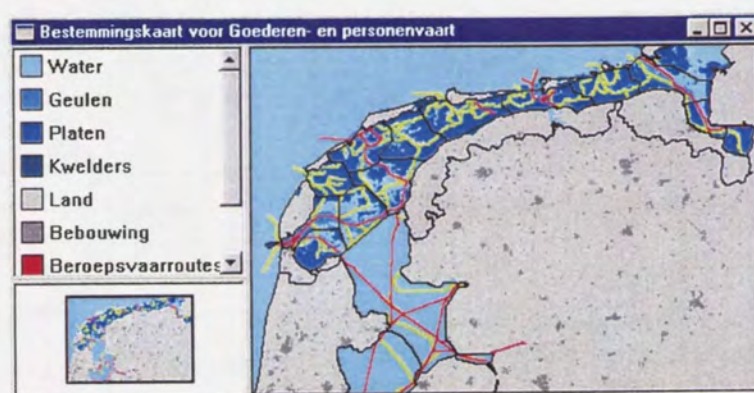 Bestemmingskaart voor Goederen- en personenvaart
Water
Geulen
Platen
Kwelders
Land
Bebouwing
Beroepsvaarroutes